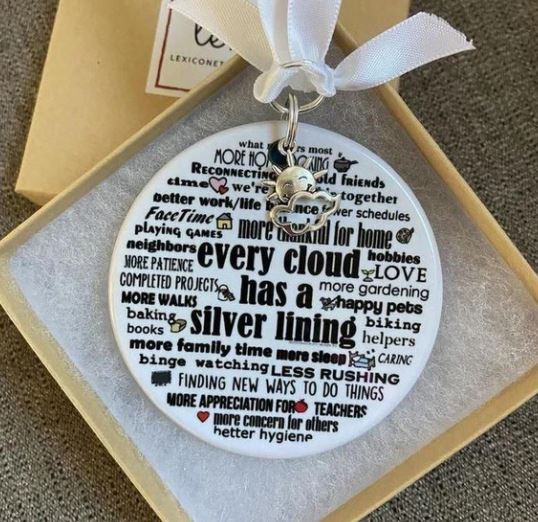 LEXICONET
what most
MORE
RECONNECTING old friends
time we're together
better work/life schedules
FaceTime more for home
PLAYING GAMES
neighbors every cloud hobbies
MORE PATIENCE LOVE
COMPLETED PROJECTS has a more gardening
MORE WALKS happy pets
baking silver lining biking
books helpers
more family time more sleep CARING
binge watching LESS RUSHING
FINDING NEW WAYS TO DO THINGS
MORE APPRECIATION FOR TEACHERS
more concern for others
better hygiene